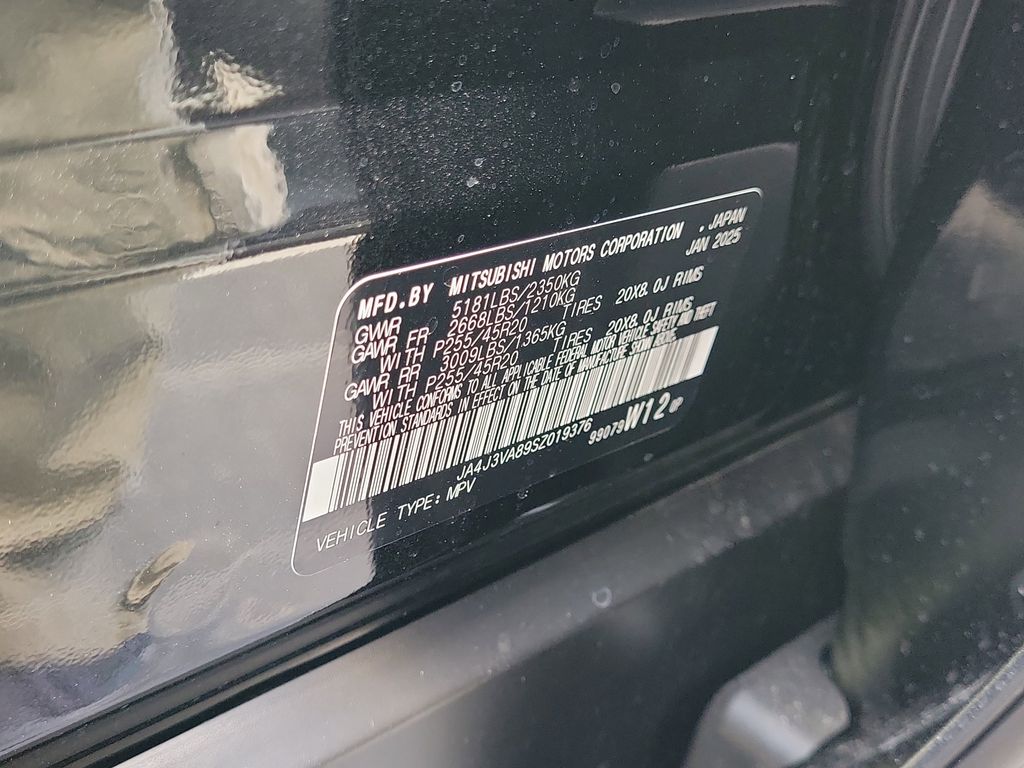 MFD.BY MITSUBISHI MOTORS CORPORATION , JAPAN
GVWR 5181LBS/2350KG JAN 2025
GAWR FR 2668LBS/1210KG
WITH P255/45R20 TIRES 20X8.0J RIMS
GAWR RR 3009LBS/1365KG
WITH P255/45R20 TIRES 20X8.0J RIMS
THIS VEHICLE CONFORMS TO ALL APPLICABLE FEDERAL MOTOR VEHICLE SAFETY AND THEFT
PREVENTION STANDARDS IN EFFECT ON THE DATE OF MANUFACTURE SHOWN ABOVE.
JA4J3VA89SZ019376
99079W12
VEHICLE TYPE: MPV